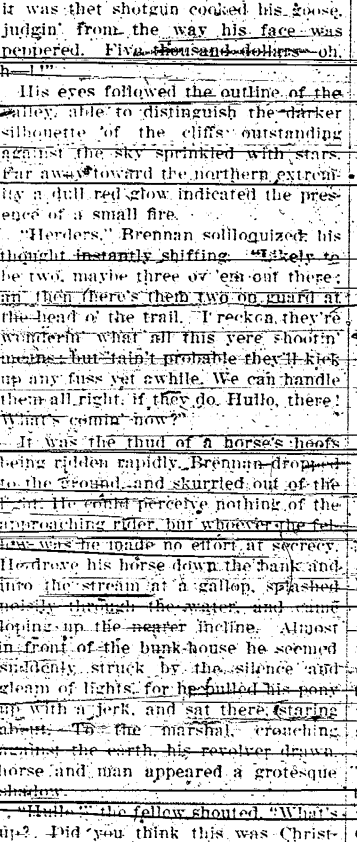 it was thet shotgun cooked his goose,
judgin' from the way his face was
peppered. Five thousand dollars—oh,
h—l!"
His eyes followed the outline of the
valley, able to distinguish the darker
silhouette of the cliffs outstanding
against the sky sprinkled with stars.
Far away toward the northern extrem-
ity a dull red glow indicated the pres-
ence of a small fire.
"Herders," Brennan soliloquized, his
thought instantly shifting. "Likely to
be two, maybe three ov 'em out there;
an' then there's them two on guard at
the head o' the trail. I reckon they're
wonderin' what all this yere shootin'
means; but 'tain't probable they'll kick
up any fuss yet awhile. We can handle
them all right, if they do. Hullo, there!
What's comin' now?"
It was the thud of a horse's hoofs
being ridden rapidly. Brennan dropped
to the ground, and skurried out of the
light. He could perceive nothing of the
approaching rider, but whoever the fel-
low was he made no effort at secrecy.
He drove his horse down the bank and
into the stream at a gallop, splashed
noisily through the water, and came
loping up the nearer incline. Almost
in front of the bunk-house he seemed
suddenly struck by the silence and
gleam of lights, for he pulled his pony
up with a jerk, and sat there, staring
about. To the marshal, crouching
against the earth, his revolver drawn,
horse and man appeared a grotesque
shadow.
"Hullo!" the fellow shouted. "What's
up? Did you think this was Christ-